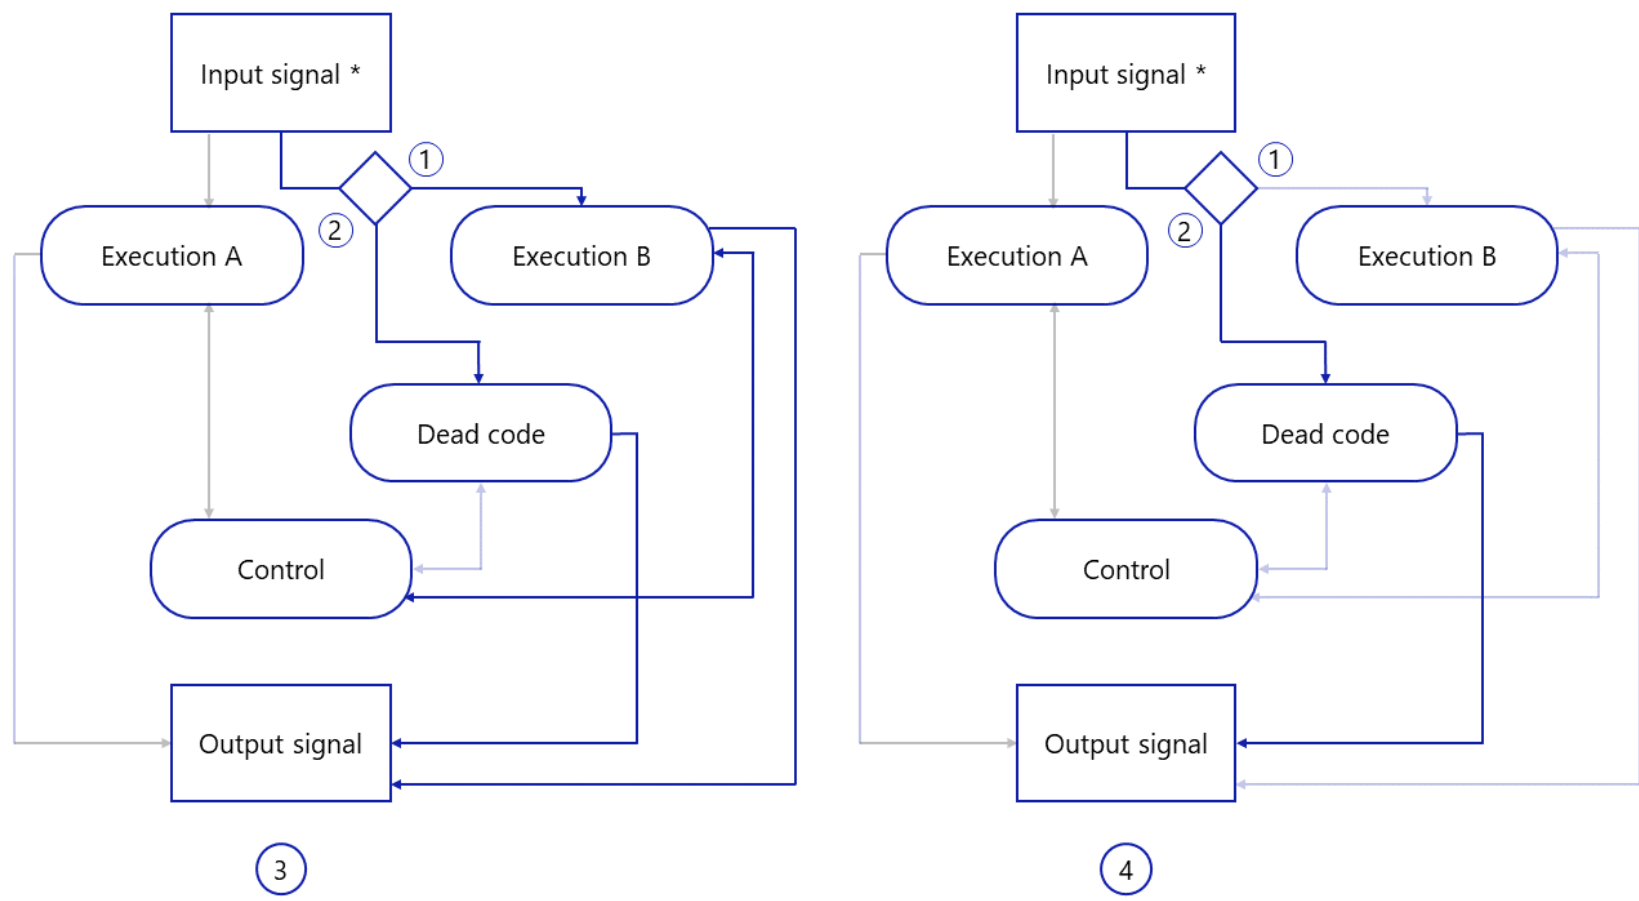 Input signal *
1
2
Execution A
Execution B
Dead code
Control
Output signal
3
Input signal *
1
2
Execution A
Execution B
Dead code
Control
Output signal
4